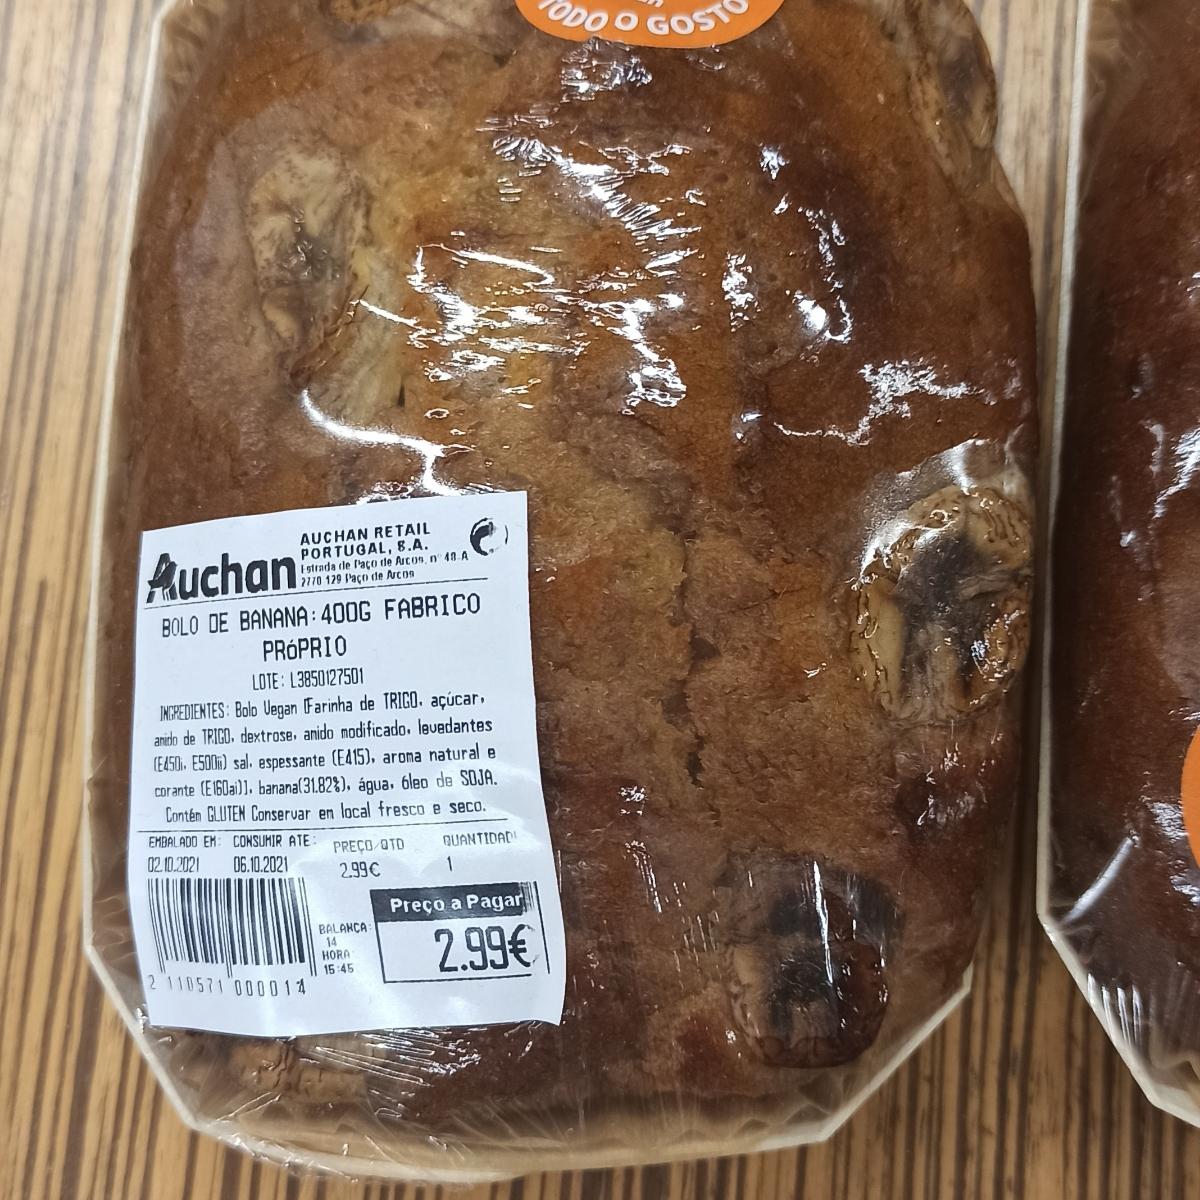 TODO O GOSTO
Auchan
AUCHAN RETAIL
PORTUGAL, S.A.
Estrada de Paço de Arcos, nº 48-A
2770 129 Paço de Arcos
BOLO DE BANANA:400G FABRICO
PRóPRIO
LOTE: L3850127501
INGREDIENTES: Bolo Vegan [Farinha de TRIGO, açúcar,
amido de TRIGO, dextrose, amido modificado, levedantes
(E450i, E500ii) sal, espessante (E415), aroma natural e
corante (E160ai)], banana(31.82%), água, óleo de SOJA.
Contém GLUTEN Conservar em local fresco e seco.
EMBALADO EM: CONSUMIR ATE: PREÇO/QTD QUANTIDAD
02.10.2021 06.10.2021 2.99€ 1
Preço a Pagar
2.99€
BALANCA:
14
HORA
15:45
2 110571 000014